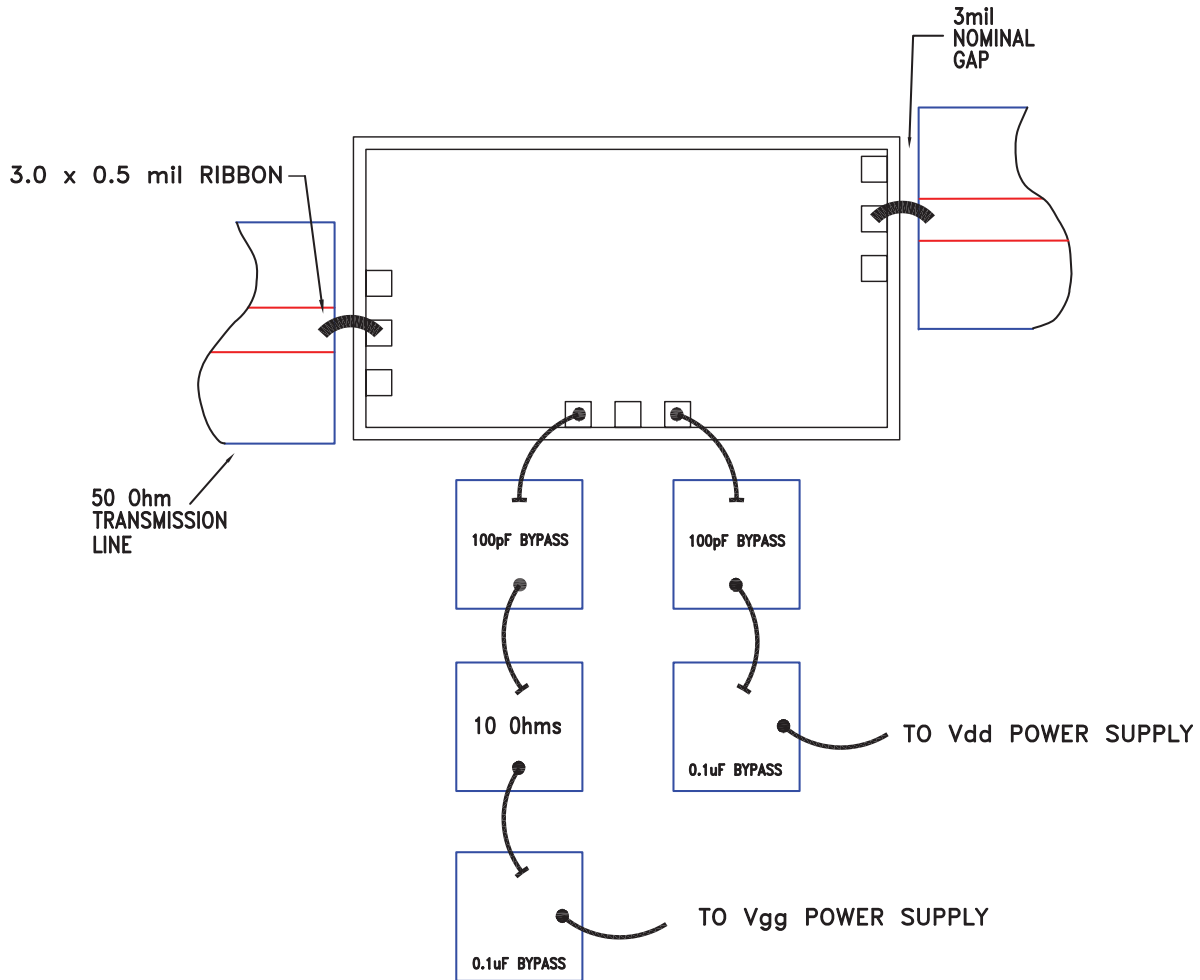 3mil
NOMINAL
GAP
3.0 x 0.5 mil RIBBON
50 Ohm
TRANSMISSION
LINE
100pF BYPASS
100pF BYPASS
10 Ohms
TO Vdd POWER SUPPLY
0.1uF BYPASS
TO Vgg POWER SUPPLY
0.1uF BYPASS